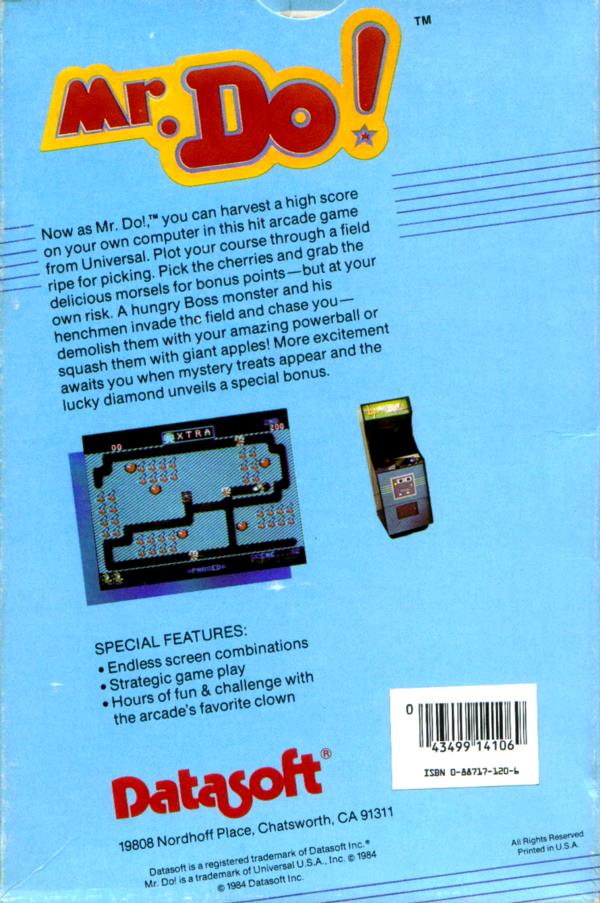 TM
Mr. Do!
Now as Mr. Do!,™ you can harvest a high score
on your own computer in this hit arcade game
from Universal. Plot your course through a field
ripe for picking. Pick the cherries and grab the
delicious morsels for bonus points—but at your
own risk. A hungry Boss monster and his
henchmen invade the field and chase you—
demolish them with your amazing powerball or
squash them with giant apples! More excitement
awaits you when mystery treats appear and the
lucky diamond unveils a special bonus.
EXTRA
00
200
PAUSED
SPECIAL FEATURES:
• Endless screen combinations
• Strategic game play
• Hours of fun & challenge with
the arcade's favorite clown
0
43499 14106
ISBN 0-88717-120-6
Datasoft®
19808 Nordhoff Place, Chatsworth, CA 91311
Datasoft is a registered trademark of Datasoft Inc.®
Mr. Do! is a trademark of Universal U.S.A., Inc. © 1984
© 1984 Datasoft Inc.
All Rights Reserved
Printed in U.S.A.